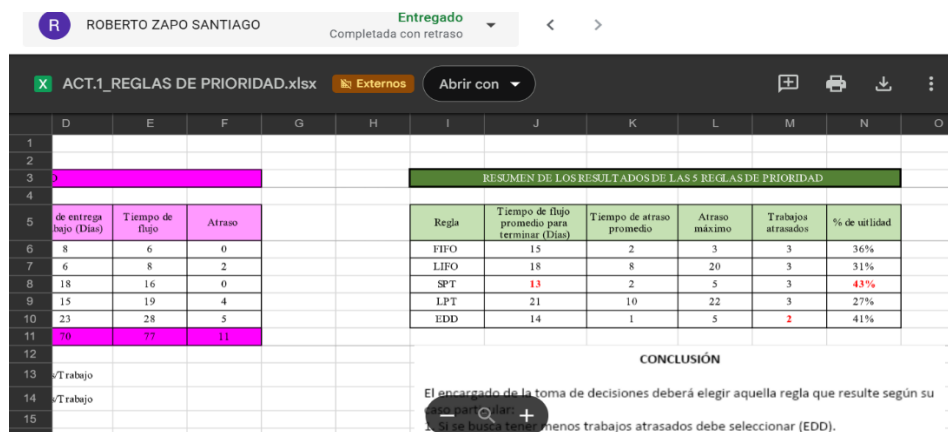 R ROBERTO ZAPO SANTIAGO
Entregado
Completada con retraso
X ACT.1_REGLAS DE PRIORIDAD.xlsx Externos Abrir con
D E F G H I J K L M N O
1
2
3 RESUMEN DE LOS RESULTADOS DE LAS 5 REGLAS DE PRIORIDAD
4
5 de entrega Tiempo de flujo Atraso Regla Tiempo de flujo promedio para terminar (Días) Tiempo de atraso promedio Atraso máximo Trabajos atrasados % de uitlidad
(Días)
6 8 6 0 FIFO 15 2 3 3 36%
7 6 8 2 LIFO 18 8 20 3 31%
8 18 16 0 SPT 13 2 5 3 43%
9 15 19 4 LPT 21 10 22 3 27%
10 23 28 5 EDD 14 1 5 2 41%
11 70 77 11
12 CONCLUSIÓN
13 /Trabajo
14 /Trabajo El encargado de la toma de decisiones deberá elegir aquella regla que resulte según su
15 caso particular:
1. Si se busca tener menos trabajos atrasados debe seleccionar (EDD).